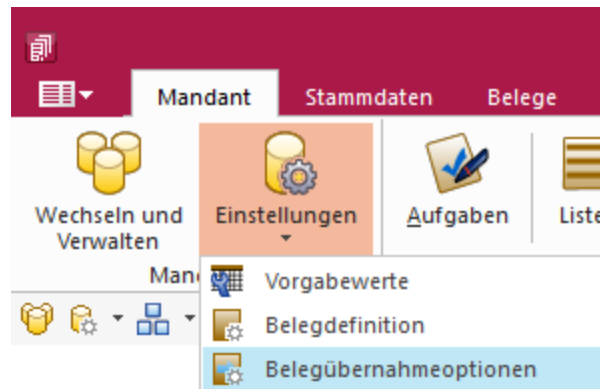 Mandant Stammdaten Belege
Wechseln und Verwalten
Einstellungen
Aufgaben
Liste
Man
Vorgabewerte
Belegdefinition
Belegübernahmeoptionen